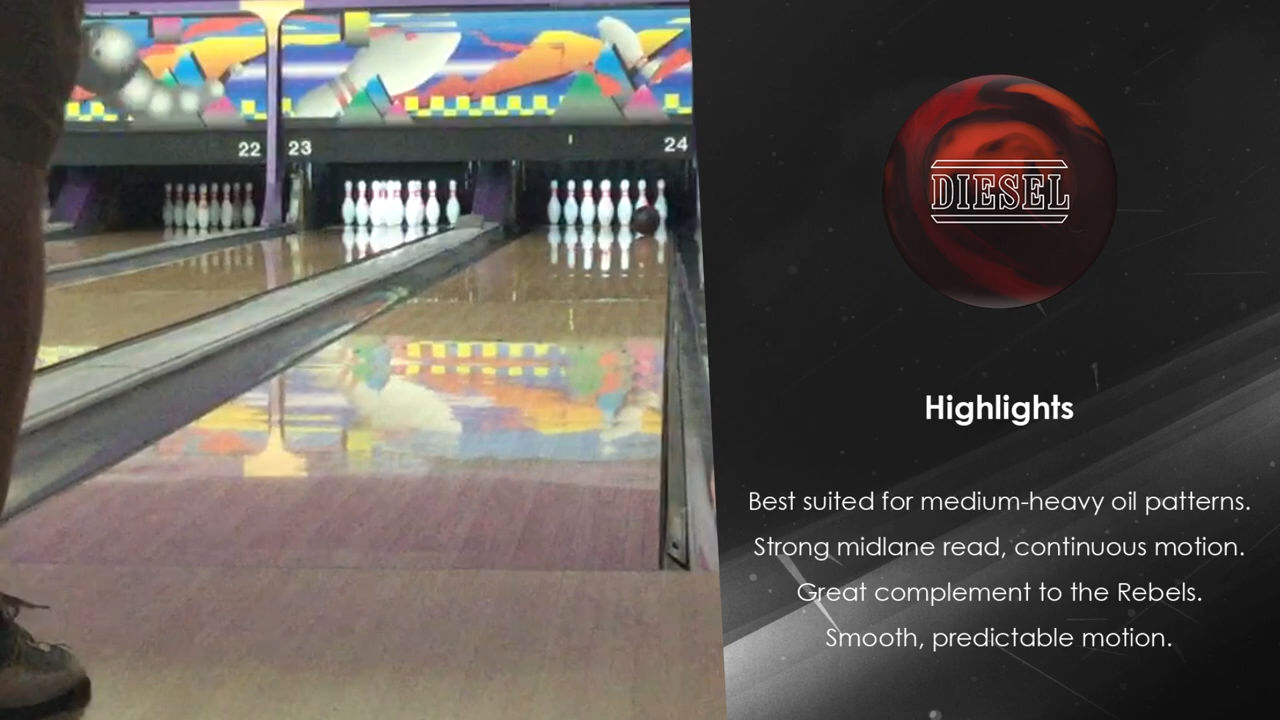 22 23
24
DIESEL
Highlights
Best suited for medium-heavy oil patterns.
Strong midlane read, continuous motion.
Great complement to the Rebels.
Smooth, predictable motion.